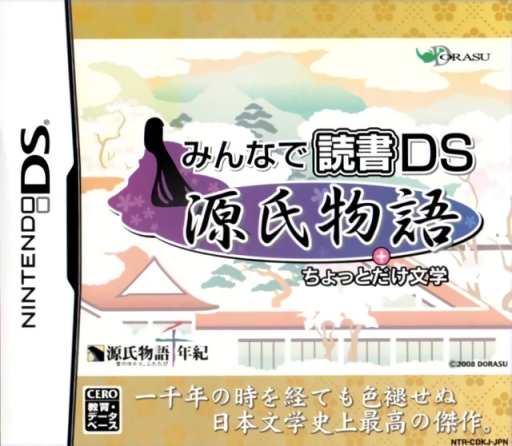 NINTENDO DS
DORASU
みんなで読書DS
源氏物語
+
ちょっとだけ文学
源氏物語千年紀
©2008 DORASU
CERO
教育・
データ
ベース
一千年の時を経ても色褪せぬ
日本文学史上最高の傑作。
NTR-CDKJ-JPN